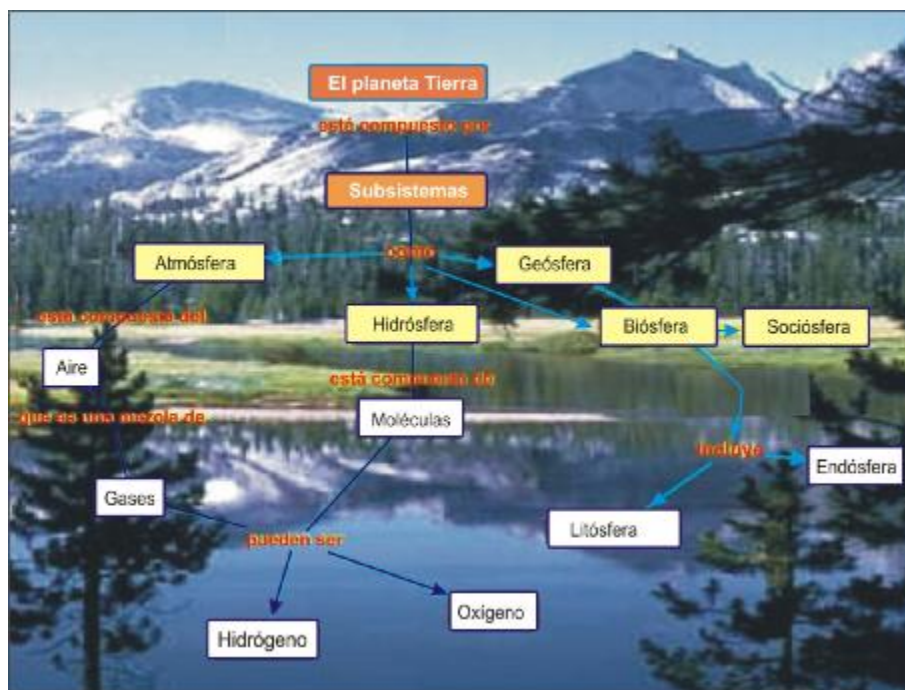 El planeta Tierra
está compuesto por
Subsistemas
como
Atmósfera
Geósfera
Hidrósfera
Biósfera
Sociósfera
está compuesta del
Aire
está compuesta de
que es una mezcla de
Moléculas
incluye
Endósfera
Gases
Litósfera
pueden ser
Hidrógeno
Oxígeno